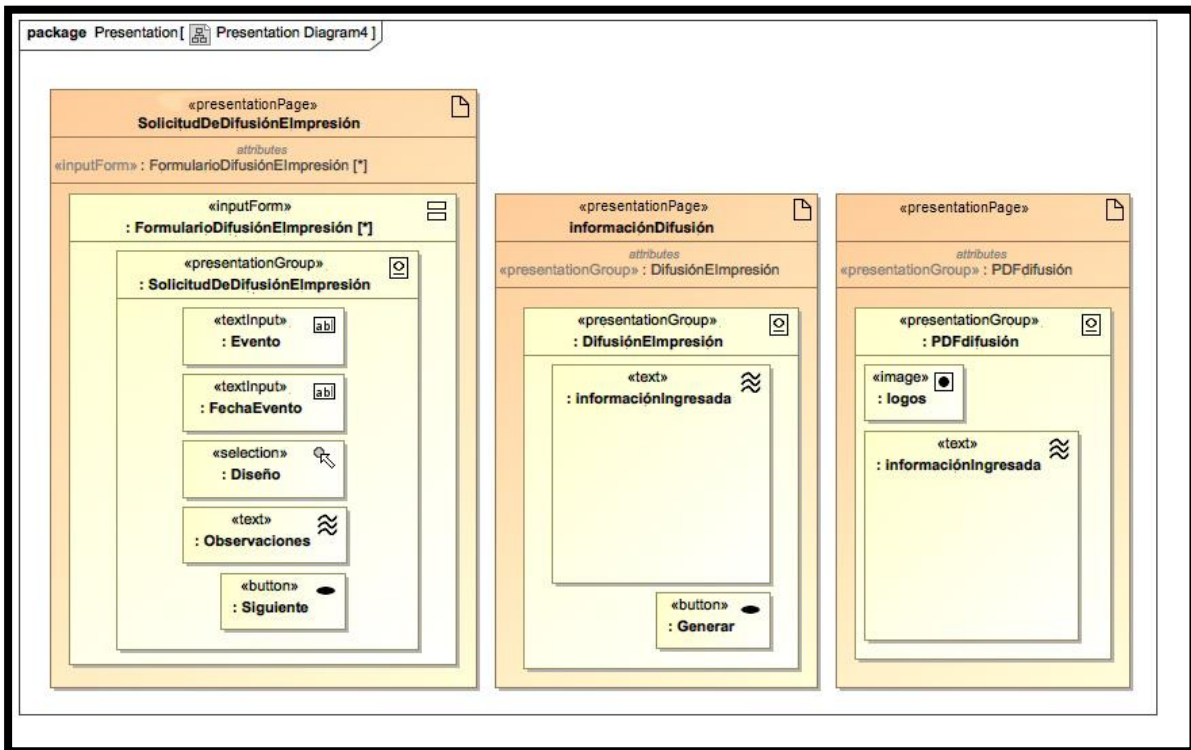 package Presentation[ Presentation Diagram4 ]
«presentationPage»
SolicitudDeDifusiónEImpresión
attributes
«inputForm» : FormularioDifusiónEImpresión [*]
«inputForm»
: FormularioDifusiónEImpresión [*]
«presentationGroup»
: SolicitudDeDifusiónEImpresión
«textInput»
ab
: Evento
«textInput»
ab
: FechaEvento
«selection»
: Diseño
«text»
: Observaciones
«button»
: Siguiente
«presentationPage»
informaciónDifusión
attributes
«presentationGroup» : DifusiónEImpresión
«presentationGroup»
: DifusiónEImpresión
«text»
: informaciónIngresada
«button»
: Generar
«presentationPage»
attributes
«presentationGroup» : PDFdifusión
«presentationGroup»
: PDFdifusión
«image»
: logos
«text»
: informaciónIngresada